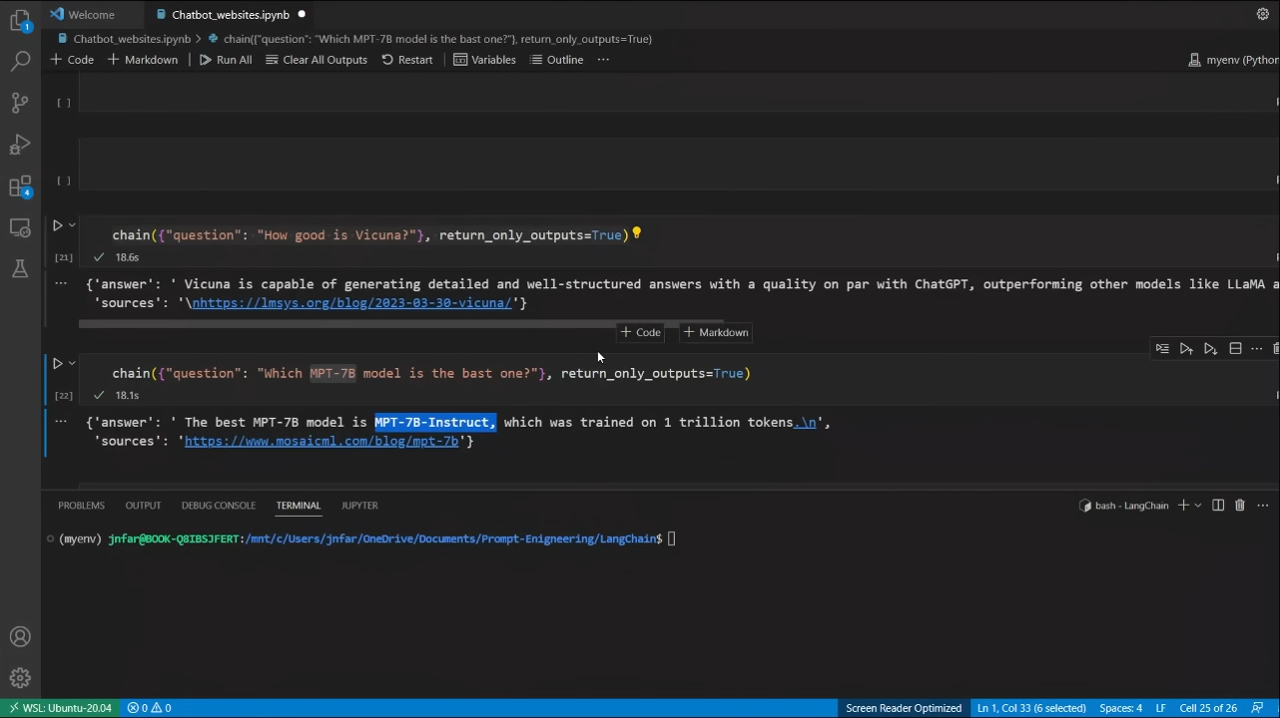 Welcome Chatbot_websites.ipynb
1
Chatbot_websites.ipynb > chain({"question": "Which MPT-7B model is the bast one?"}, return_only_outputs=True)
+ Code + Markdown Run All Clear All Outputs Restart Variables Outline ... myenv (Python
[ ]
[ ]
4
chain({"question": "How good is Vicuna?"}, return_only_outputs=True)
[21] 18.6s
... {'answer': ' Vicuna is capable of generating detailed and well-structured answers with a quality on par with ChatGPT, outperforming other models like LLaMA a
'sources': '\nhttps://lmsys.org/blog/2023-03-30-vicuna/'}
+ Code + Markdown
chain({"question": "Which MPT-7B model is the bast one?"}, return_only_outputs=True)
[22] 18.1s
... {'answer': ' The best MPT-7B model is MPT-7B-Instruct, which was trained on 1 trillion tokens.\n',
'sources': 'https://www.mosaicml.com/blog/mpt-7b'}
PROBLEMS OUTPUT DEBUG CONSOLE TERMINAL JUPYTER bash - LangChain
(myenv) jnfar@BOOK-Q8IBSJFERT:/mnt/c/Users/jnfar/OneDrive/Documents/Prompt-Enigneering/LangChain$
WSL: Ubuntu-20.04 0 0 Screen Reader Optimized Ln 1, Col 33 (6 selected) Spaces: 4 LF Cell 25 of 26